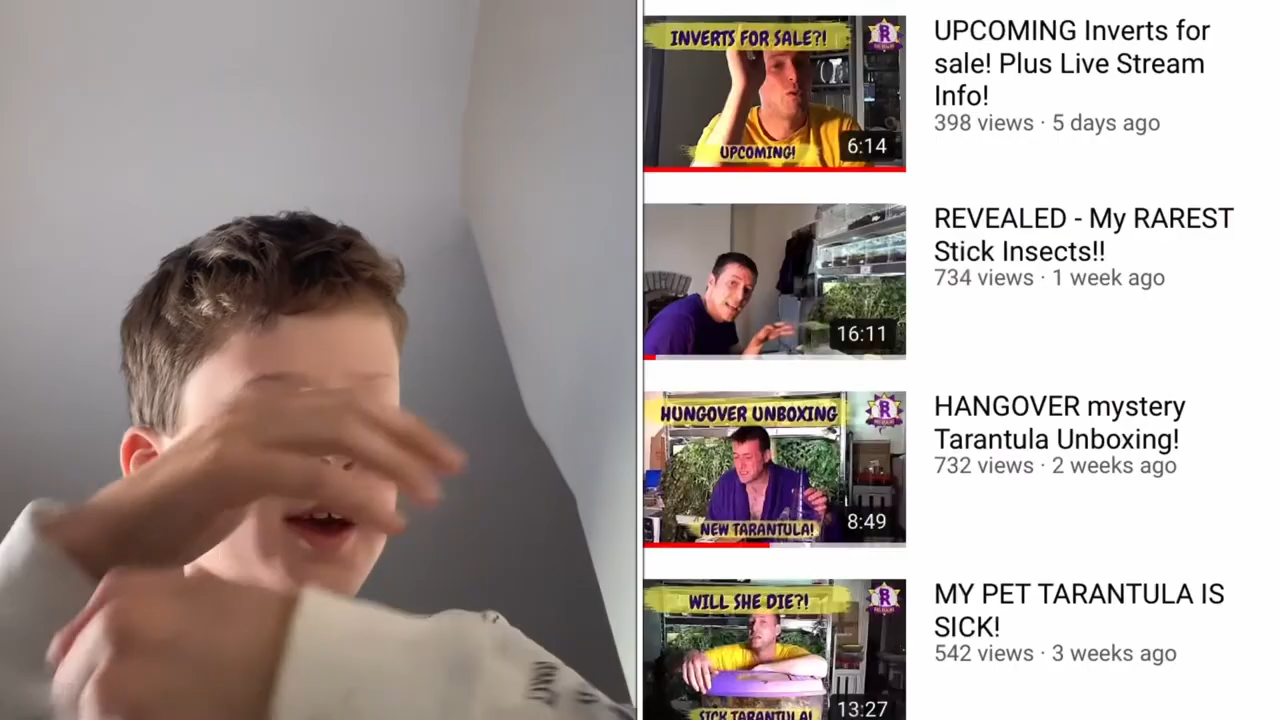 INVERTS FOR SALE?!
UPCOMING!
6:14
UPCOMING Inverts for
sale! Plus Live Stream
Info!
398 views · 5 days ago
16:11
REVEALED - My RAREST
Stick Insects!!
734 views · 1 week ago
HUNGOVER UNBOXING
NEW TARANTULA!
8:49
HANGOVER mystery
Tarantula Unboxing!
732 views · 2 weeks ago
WILL SHE DIE?!
SICK TARANTULA!
13:27
MY PET TARANTULA IS
SICK!
542 views · 3 weeks ago